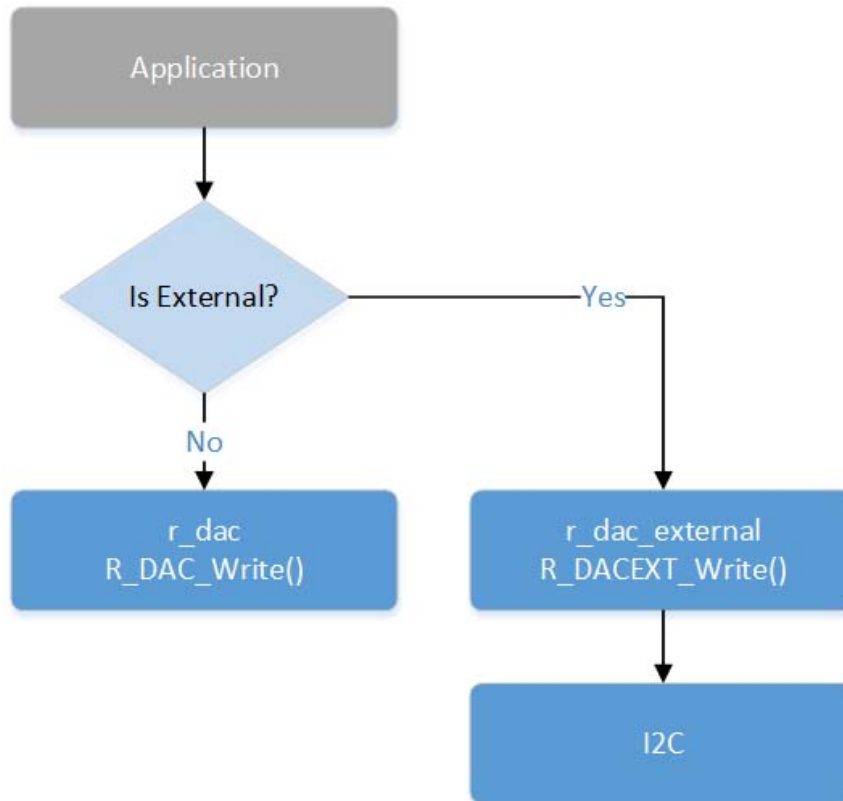 Application
Is External?
Yes
No
r_dac
R_DAC_Write()
r_dac_external
R_DACEXT_Write()
I2C